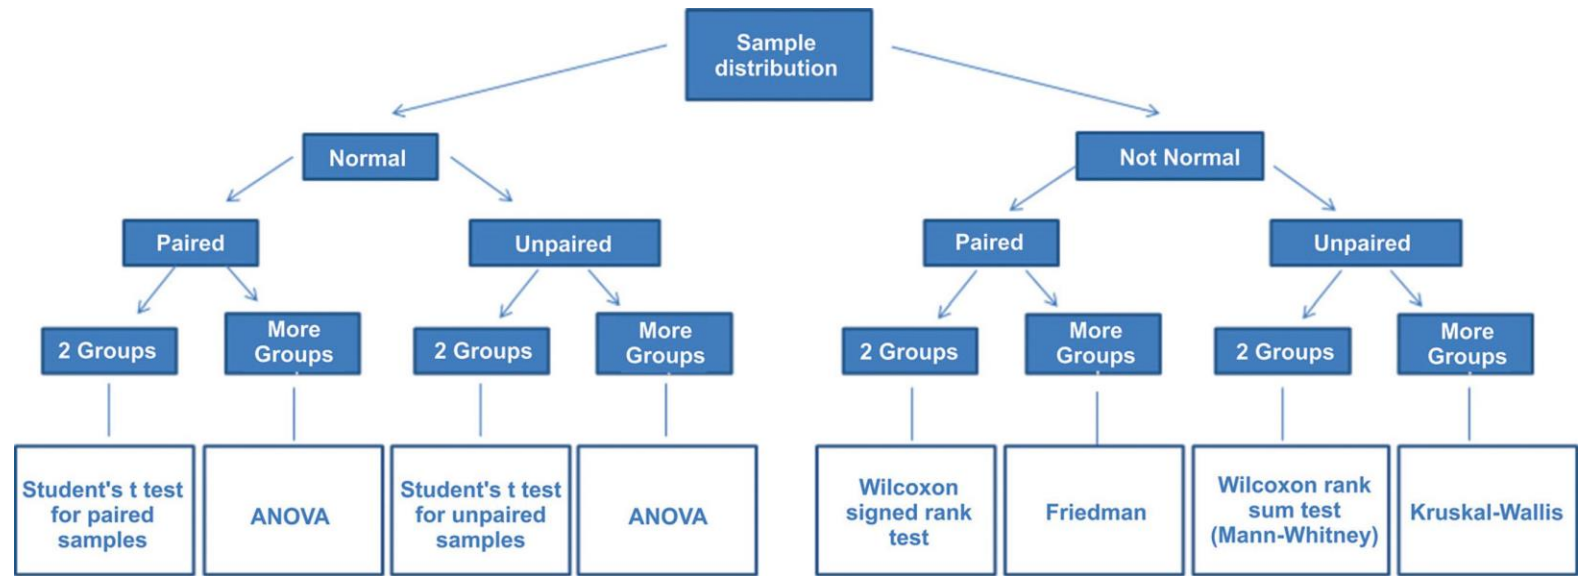 Sample
distribution
Normal
Not Normal
Paired
Unpaired
Paired
Unpaired
2 Groups
More
Groups
2 Groups
More
Groups
2 Groups
More
Groups
2 Groups
More
Groups
Student's t test
for paired
samples
ANOVA
Student's t test
for unpaired
samples
ANOVA
Wilcoxon
signed rank
test
Friedman
Wilcoxon rank
sum test
(Mann-Whitney)
Kruskal-Wallis